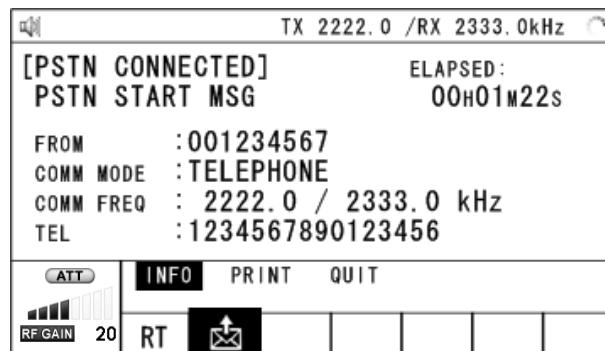 TX 2222.0 /RX 2333.0kHz
[PSTN CONNECTED] ELAPSED:
PSTN START MSG 00H01M22S
FROM :001234567
COMM MODE :TELEPHONE
COMM FREQ : 2222.0 / 2333.0 kHz
TEL :1234567890123456
ATT INFO PRINT QUIT
RF GAIN 20 RT